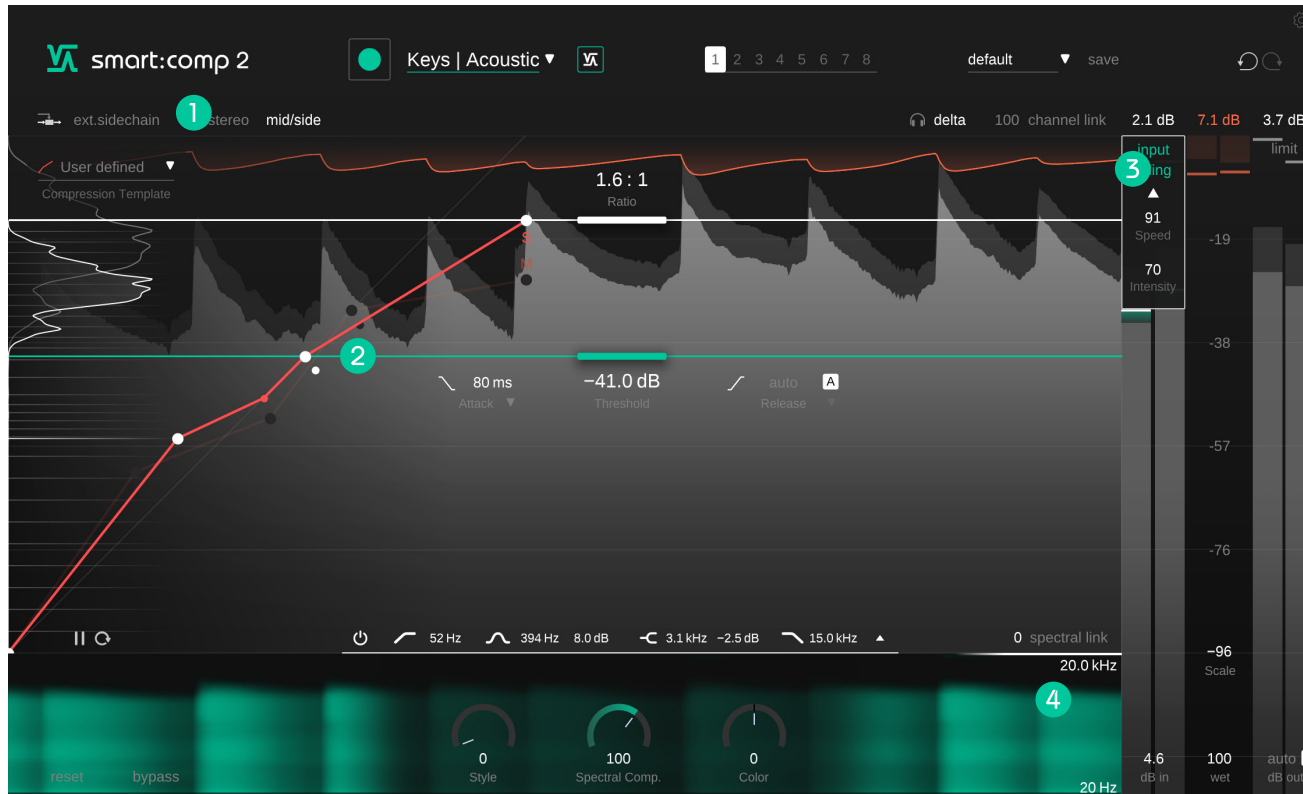 smart:comp 2
Keys | Acoustic
1 2 3 4 5 6 7 8
default
save
ext.sidechain
1
stereo
mid/side
delta
100 channel link
2.1 dB
7.1 dB
3.7 dB
User defined
Compression Template
1.6 : 1
Ratio
input
3
limit
91
Speed
70
Intensity
S
M
-19
-38
2
80 ms
Attack
−41.0 dB
Threshold
auto
A
Release
-57
-76
52 Hz
394 Hz 8.0 dB
3.1 kHz −2.5 dB
15.0 kHz
0 spectral link
−96
Scale
20.0 kHz
4
0
Style
100
Spectral Comp.
0
Color
reset
bypass
20 Hz
4.6
dB in
100
wet
auto
dB out